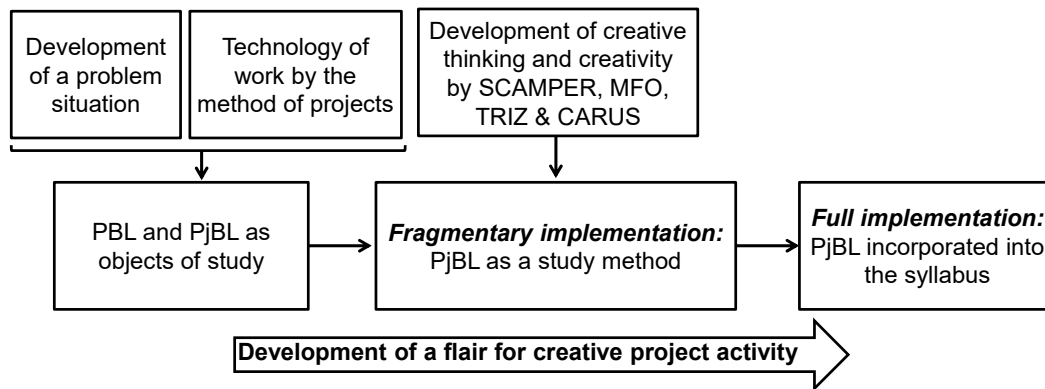 Development
of a problem
situation
Technology of
work by the
method of projects
Development of creative
thinking and creativity
by SCAMPER, MFO,
TRIZ & CARUS
PBL and PjBL as
objects of study
Fragmentary implementation:
PjBL as a study method
Full implementation:
PjBL incorporated into
the syllabus
Development of a flair for creative project activity